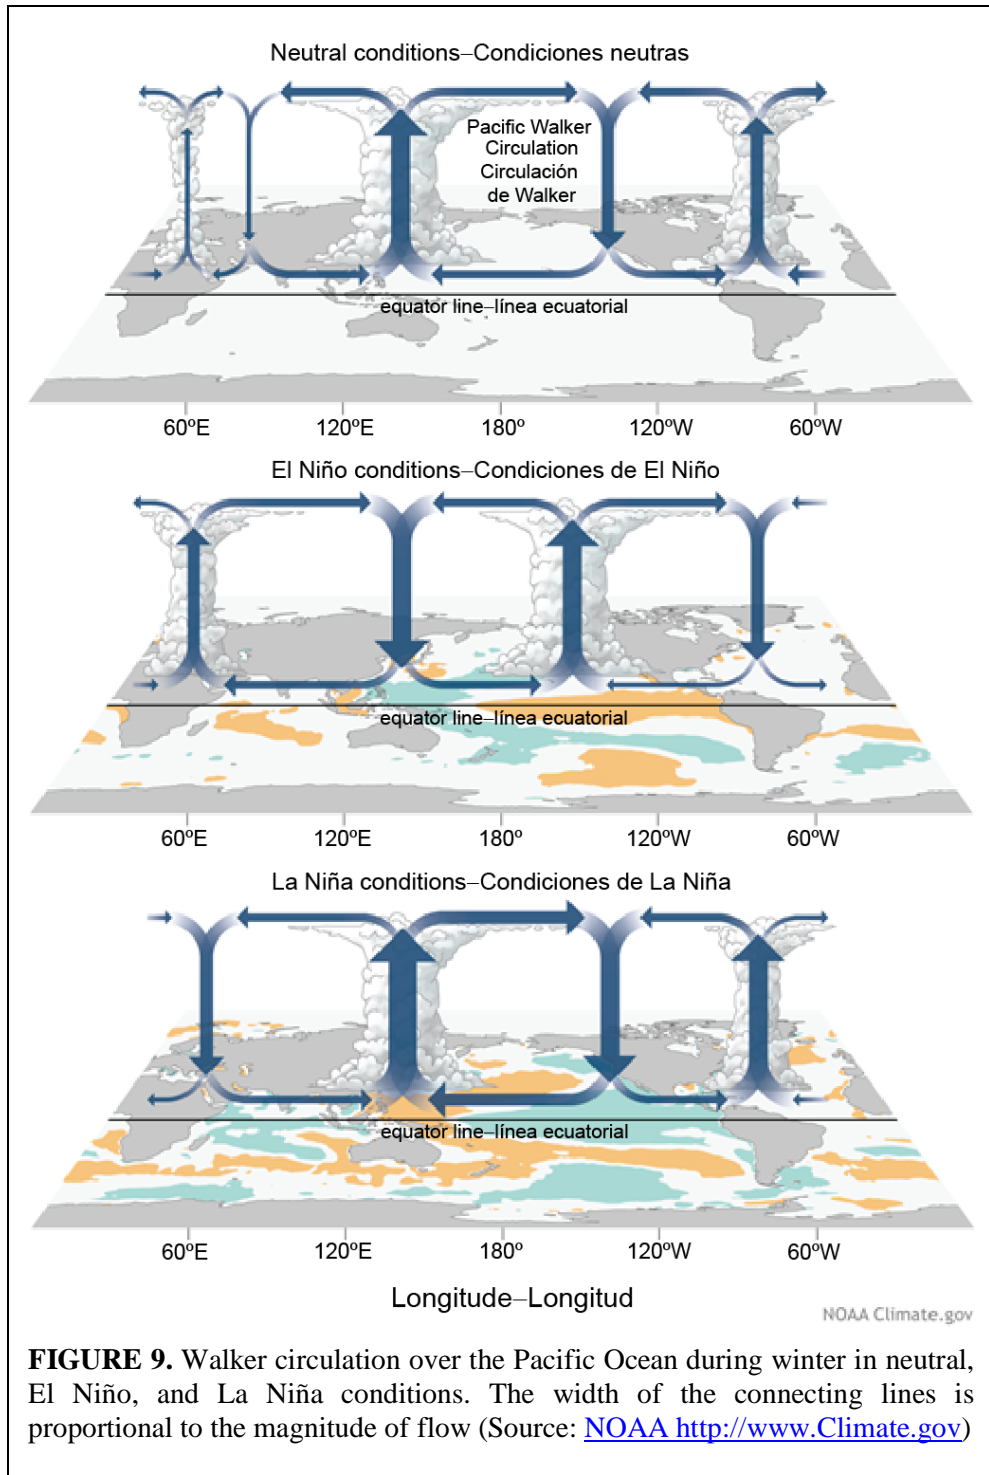 Neutral conditions–Condiciones neutras
Pacific Walker
Circulation
Circulación
de Walker
equator line–línea ecuatorial
60ºE 120ºE 180º 120ºW 60ºW
El Niño conditions–Condiciones de El Niño
equator line–línea ecuatorial
60ºE 120ºE 180º 120ºW 60ºW
La Niña conditions–Condiciones de La Niña
equator line–línea ecuatorial
60ºE 120ºE 180º 120ºW 60ºW
Longitude–Longitud
NOAA Climate.gov
FIGURE 9. Walker circulation over the Pacific Ocean during winter in neutral,
El Niño, and La Niña conditions. The width of the connecting lines is
proportional to the magnitude of flow (Source: NOAA http://www.Climate.gov)